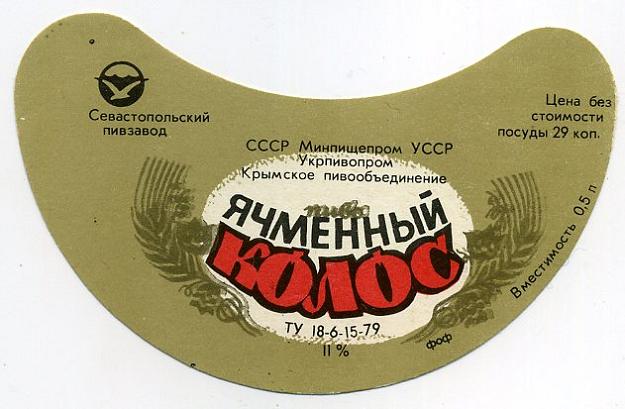 Севастопольский
пивзавод
Цена без
стоимости
посуды 29 коп.
СССР Минпищепром УССР
Укрпивопром
Крымское пивообъединение
пиво
ЯЧМЕННЫЙ
КОЛОС
ТУ 18-6-15-79
11 %
Вместимость 0,5 л
фоф